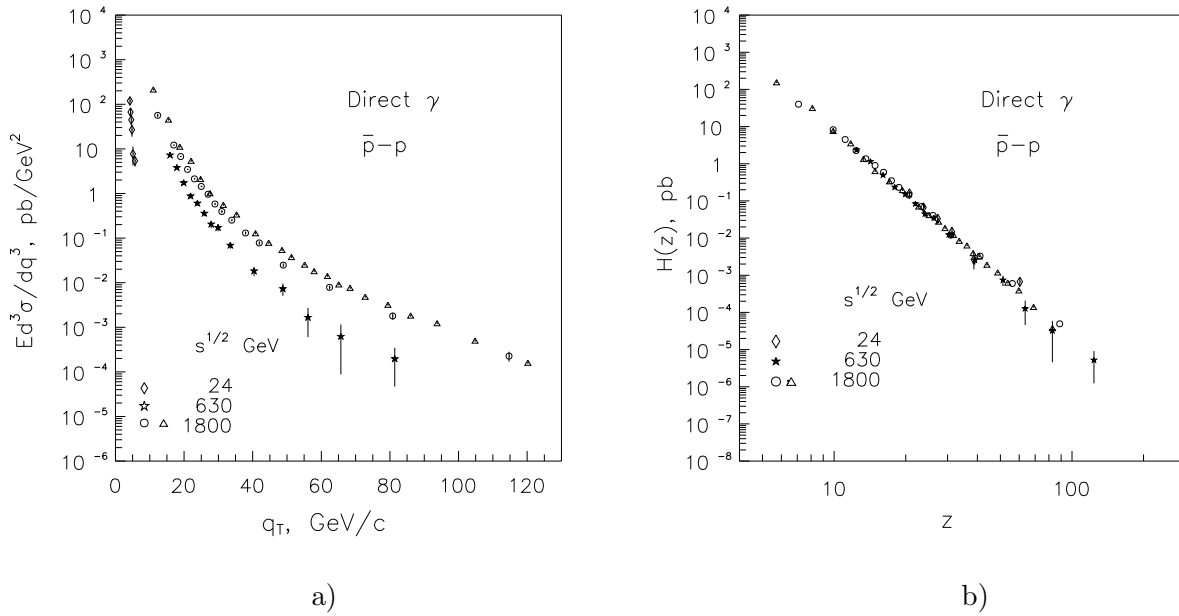 10 4
10 3
10 2
10
1
10 -1
10 -2
10 -3
10 -4
10 -5
10 -6
Ed³σ/dq³, pb/GeV²
Direct γ
p̄-p
s^1/2 GeV
24
630
1800
0 20 40 60 80 100 120
q_T, GeV/c
a)
10 4
10 3
10 2
10
1
10 -1
10 -2
10 -3
10 -4
10 -5
10 -6
10 -7
10 -8
H(z), pb
Direct γ
p̄-p
s^1/2 GeV
24
630
1800
10 100
z
b)